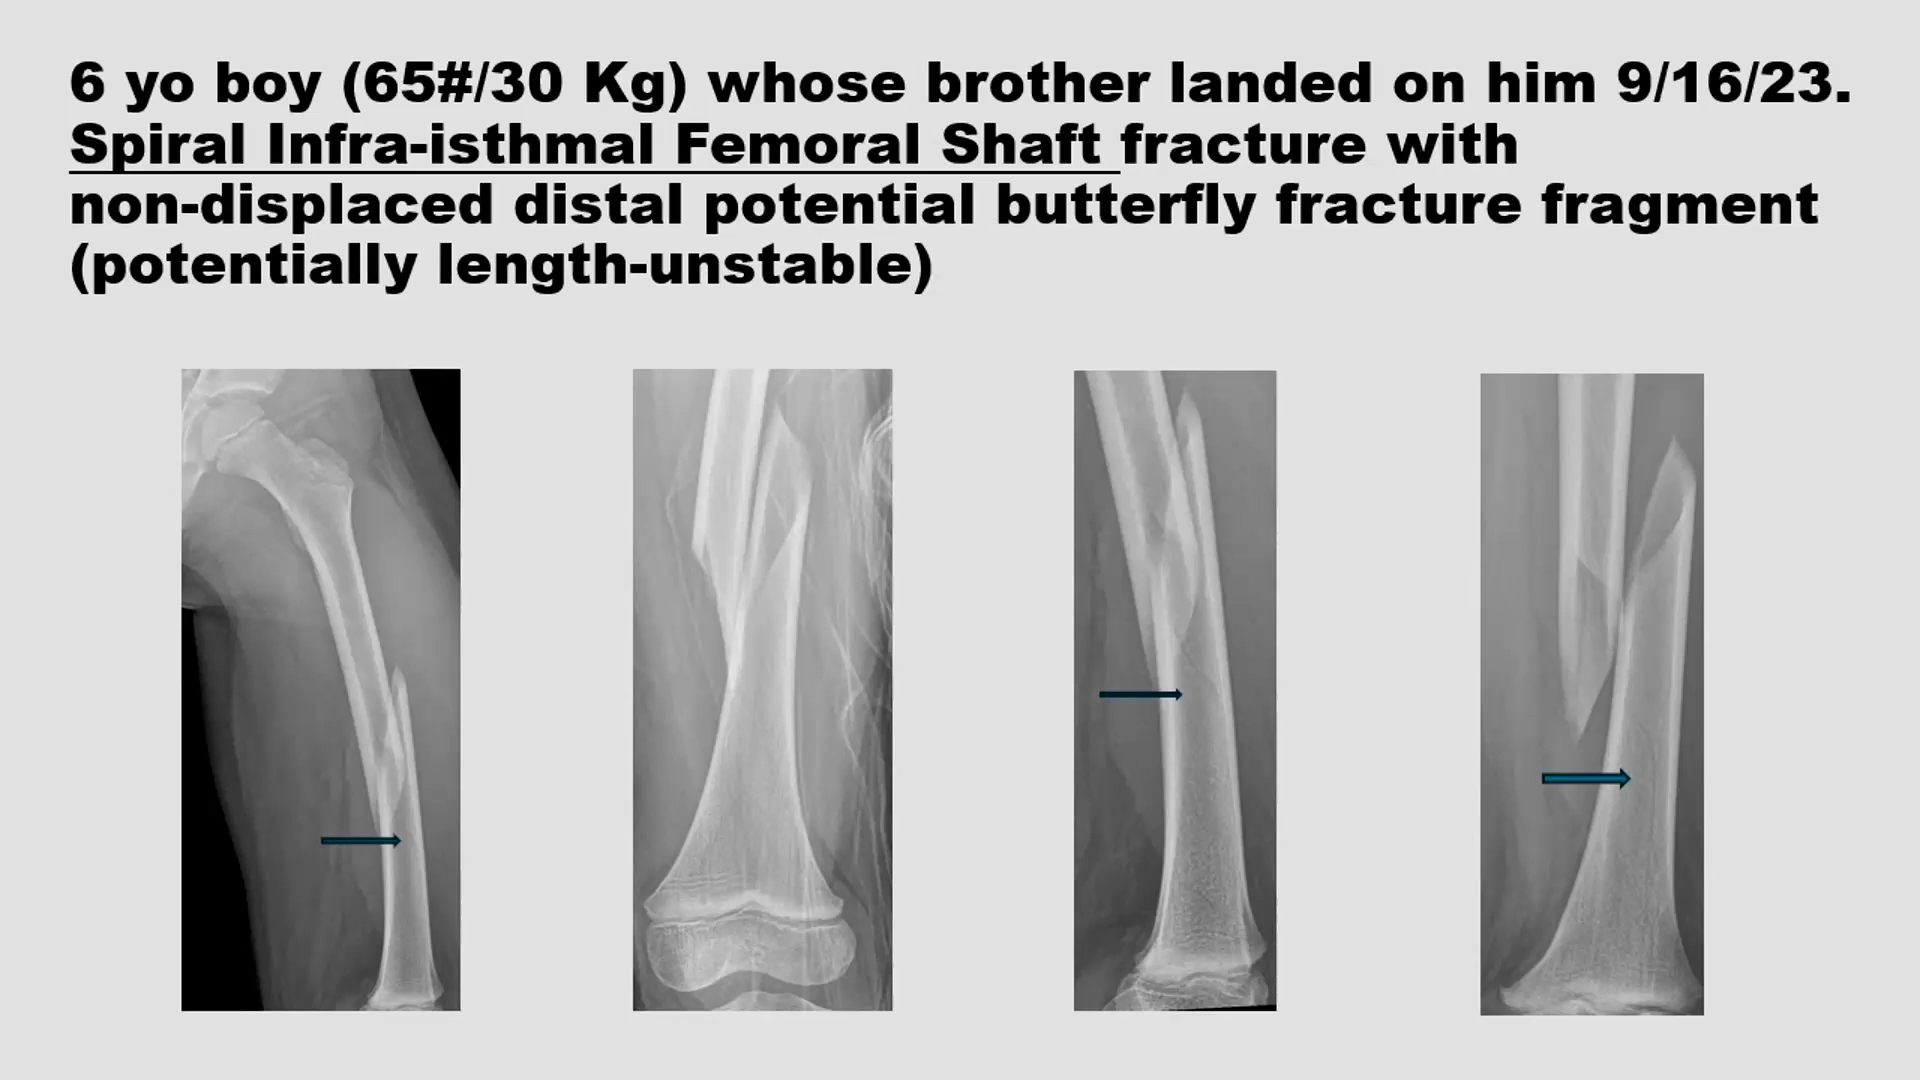 6 yo boy (65#/30 Kg) whose brother landed on him 9/16/23.
Spiral Infra-isthmal Femoral Shaft fracture with
non-displaced distal potential butterfly fracture fragment
(potentially length-unstable)